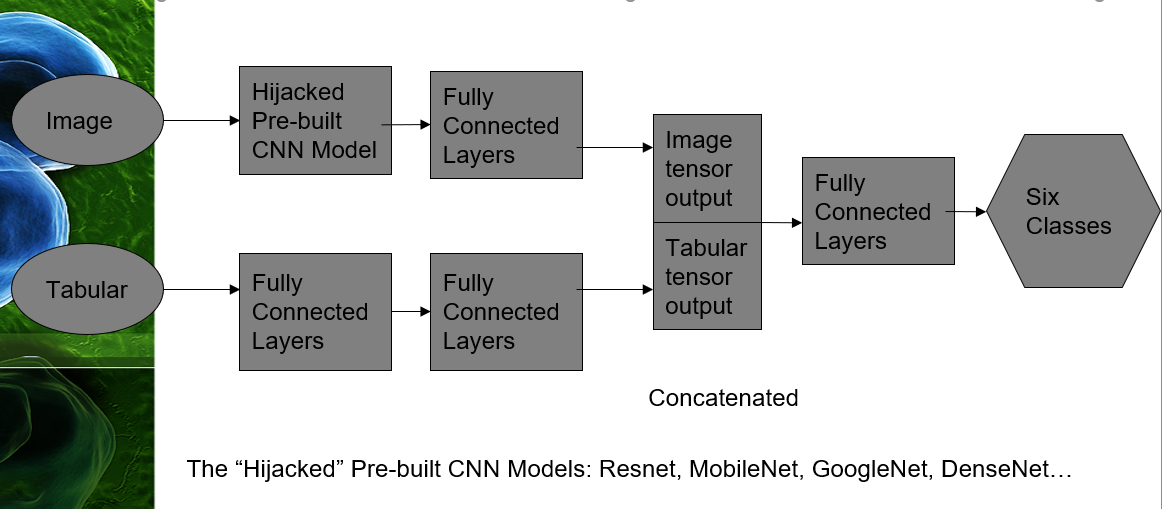 Image
Hijacked
Pre-built
CNN Model
Fully
Connected
Layers
Image
tensor
output
Tabular
Fully
Connected
Layers
Fully
Connected
Layers
Tabular
tensor
output
Fully
Connected
Layers
Six
Classes
Concatenated
The “Hijacked” Pre-built CNN Models: Resnet, MobileNet, GoogleNet, DenseNet…